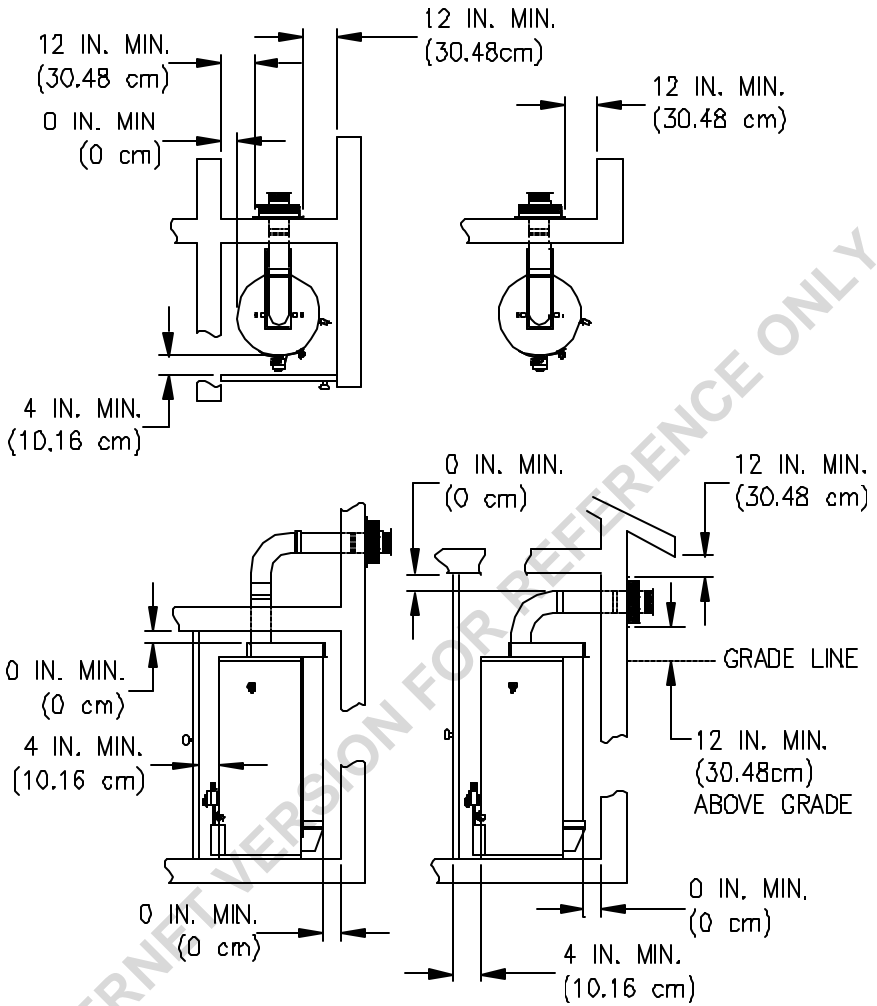 12 IN. MIN.
(30.48cm)
12 IN. MIN.
(30.48 cm)
12 IN. MIN.
(30.48 cm)
0 IN. MIN
(0 cm)
4 IN. MIN.
(10.16 cm)
0 IN. MIN.
(0 cm)
12 IN. MIN.
(30.48 cm)
GRADE LINE
0 IN. MIN.
(0 cm)
4 IN. MIN.
(10.16 cm)
12 IN. MIN.
(30.48cm)
ABOVE GRADE
0 IN. MIN.
(0 cm)
0 IN. MIN.
(0 cm)
4 IN. MIN.
(10.16 cm)
VERSION FOR REFERENCE ONLY